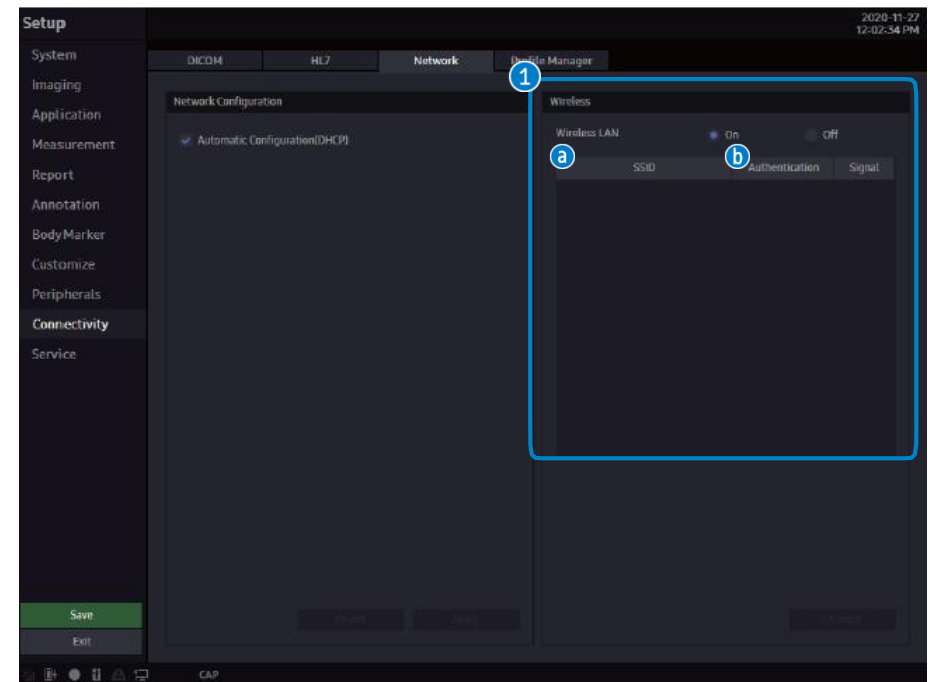 Setup
2020-11-27
12:02:34 PM
System
Imaging
Application
Measurement
Report
Annotation
BodyMarker
Customize
Peripherals
Connectivity
Service
Save
Exit
DICOM HL7 Network Manager
1
Network Configuration
Automatic Configuration(DHCP)
Wireless
Wireless LAN On Off
a b
SSID Authentication Signal
CAP